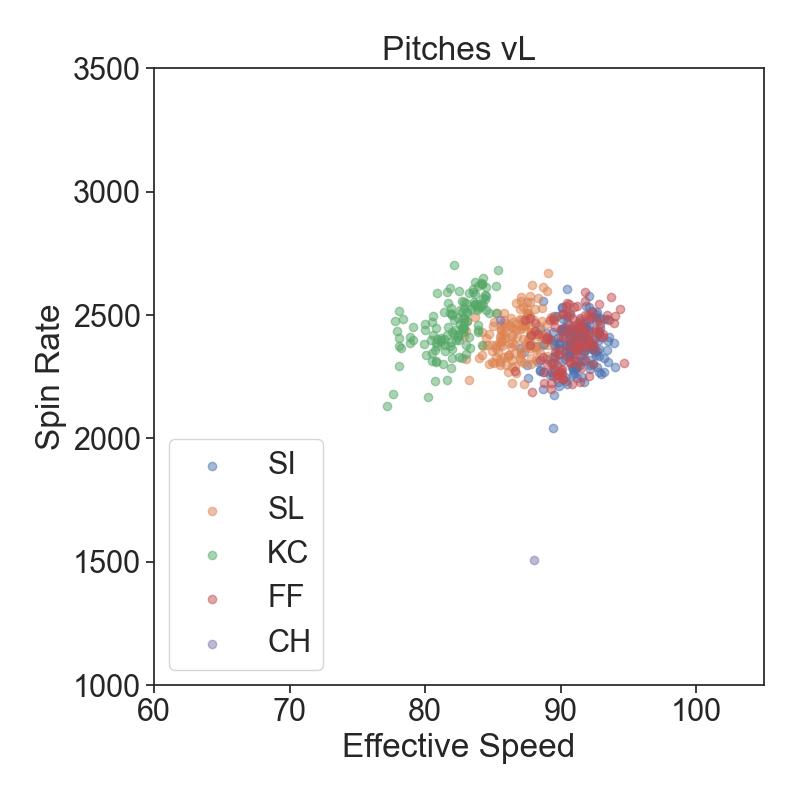 Pitches vL
3500
3000
2500
2000
1500
1000
Spin Rate
SI
SL
KC
FF
CH
60 70 80 90 100
Effective Speed